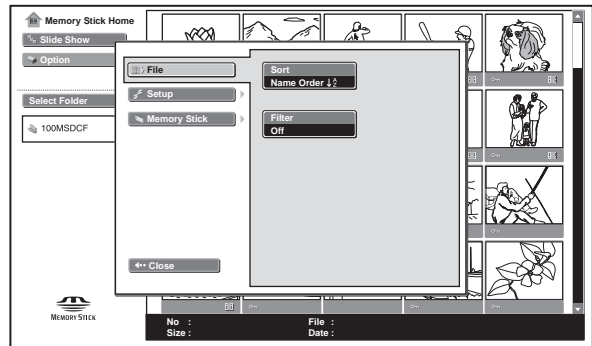 Memory Stick Home
Slide Show
Option
Select Folder
100MSDCF
MEMORY STICK
File
Setup
Memory Stick
Close
Sort
Name Order
Filter
Off
No :
File :
Size :
Date :